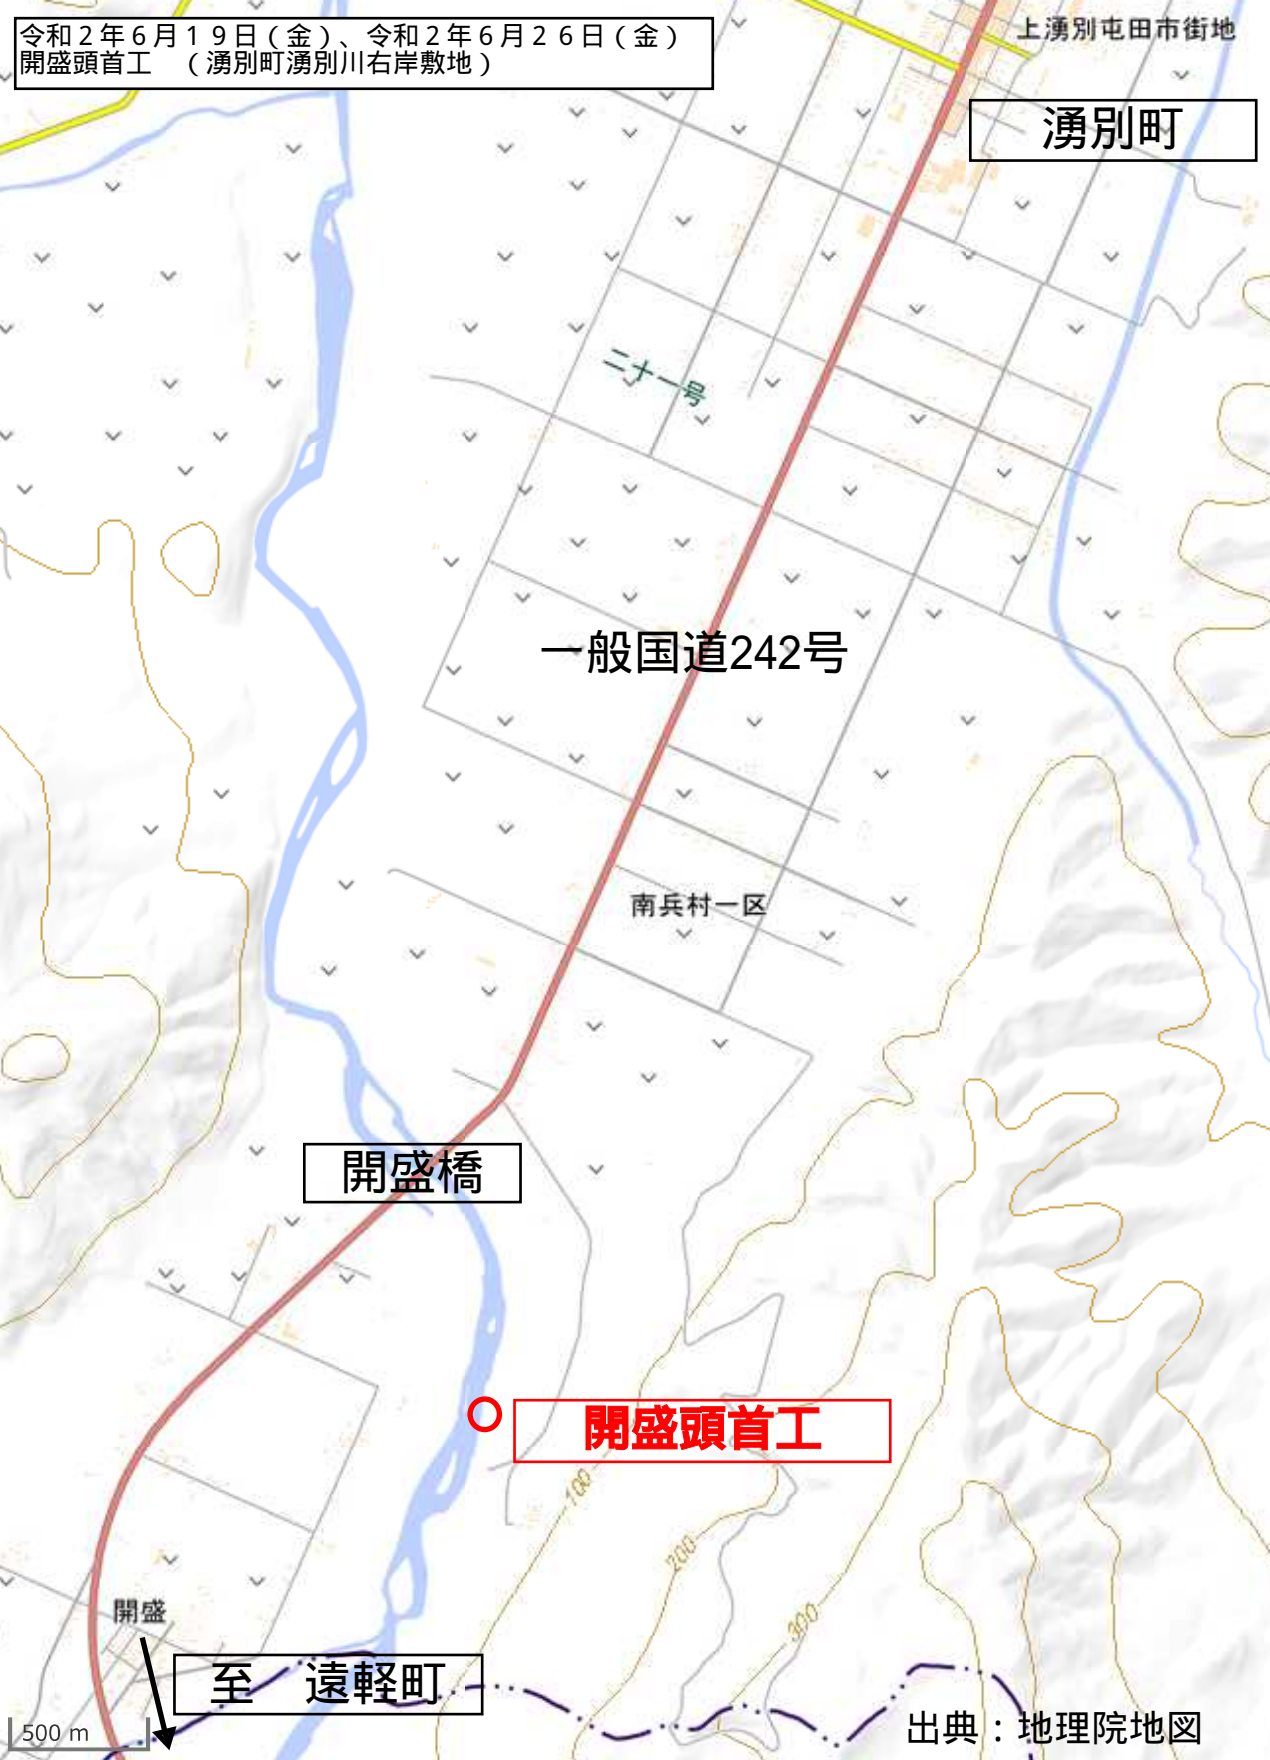 令和２年６月１９日（金）、令和２年６月２６日（金）
開盛頭首工　（湧別町湧別川右岸敷地）
上湧別屯田市街地
湧別町
二十一号
一般国道242号
南兵村一区
開盛橋
開盛頭首工
100
200
300
開盛
至　遠軽町
500 m
出典：地理院地図